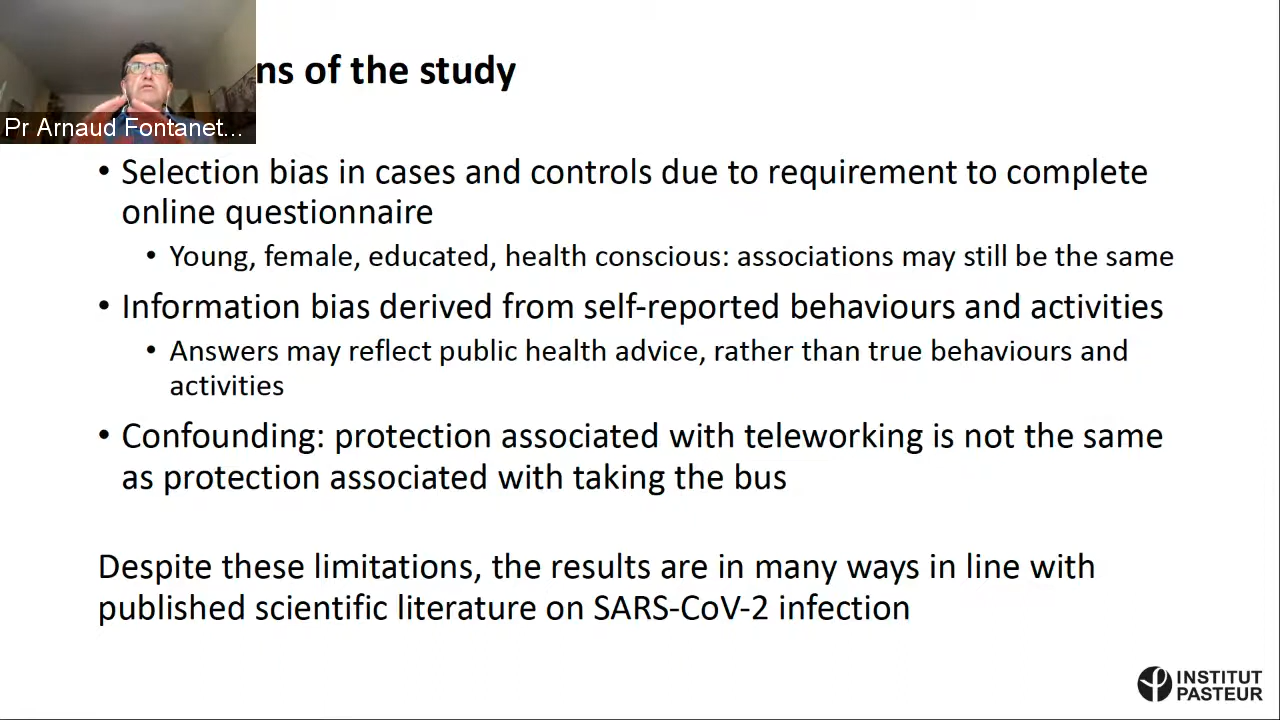 ns of the study
Pr Arnaud Fontanet...
• Selection bias in cases and controls due to requirement to complete
online questionnaire
• Young, female, educated, health conscious: associations may still be the same
• Information bias derived from self-reported behaviours and activities
• Answers may reflect public health advice, rather than true behaviours and
activities
• Confounding: protection associated with teleworking is not the same
as protection associated with taking the bus
Despite these limitations, the results are in many ways in line with
published scientific literature on SARS-CoV-2 infection
INSTITUT
PASTEUR